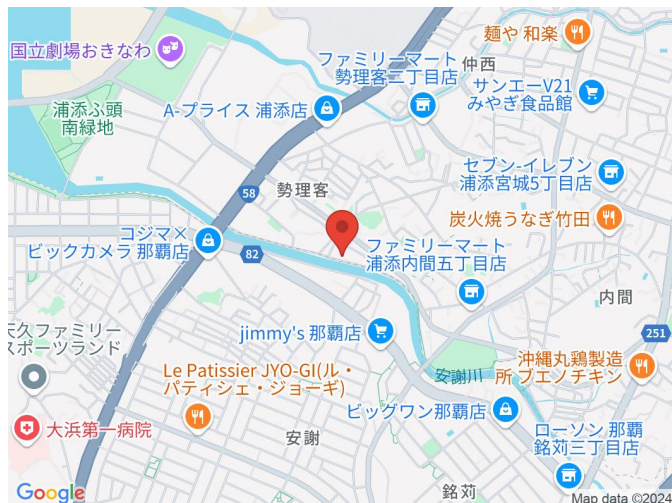 麺や 和楽
国立劇場おきなわ
ファミリーマート
勢理客二丁目店
仲西
サンエーV21
みやぎ食品館
浦添ふ頭
南緑地
A-プライス 浦添店
セブン-イレブン
浦添宮城5丁目店
58
勢理客
炭火焼うなぎ竹田
コジマ×
ビックカメラ 那覇店
82
ファミリーマート
浦添内間五丁目店
内間
251
jimmy's 那覇店
天久ファミリー
スポーツランド
Le Patissier JYO-GI(ル・
パティシェ・ジョーギ)
安謝川
沖縄丸鶏製造
所 ブエノチキン
大浜第一病院
安謝
ビッグワン那覇店
ローソン 那覇
銘苅三丁目店
銘苅
Google
Map data ©2024